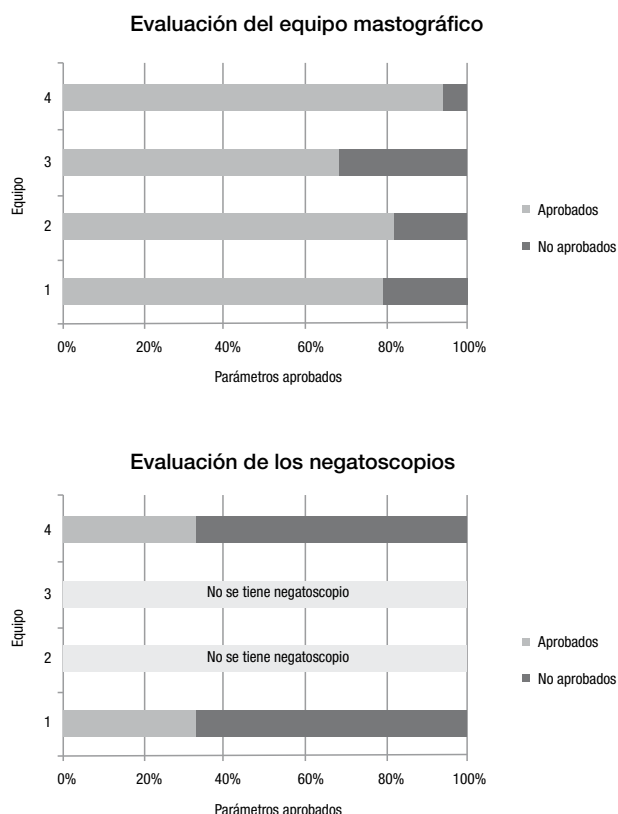 Evaluación del equipo mastográfico
4
3
2
1
Equipo
0% 20% 40% 60% 80% 100%
Parámetros aprobados
Aprobados
No aprobados
Evaluación de los negatoscopios
4
3
No se tiene negatoscopio
2
No se tiene negatoscopio
1
Equipo
0% 20% 40% 60% 80% 100%
Parámetros aprobados
Aprobados
No aprobados